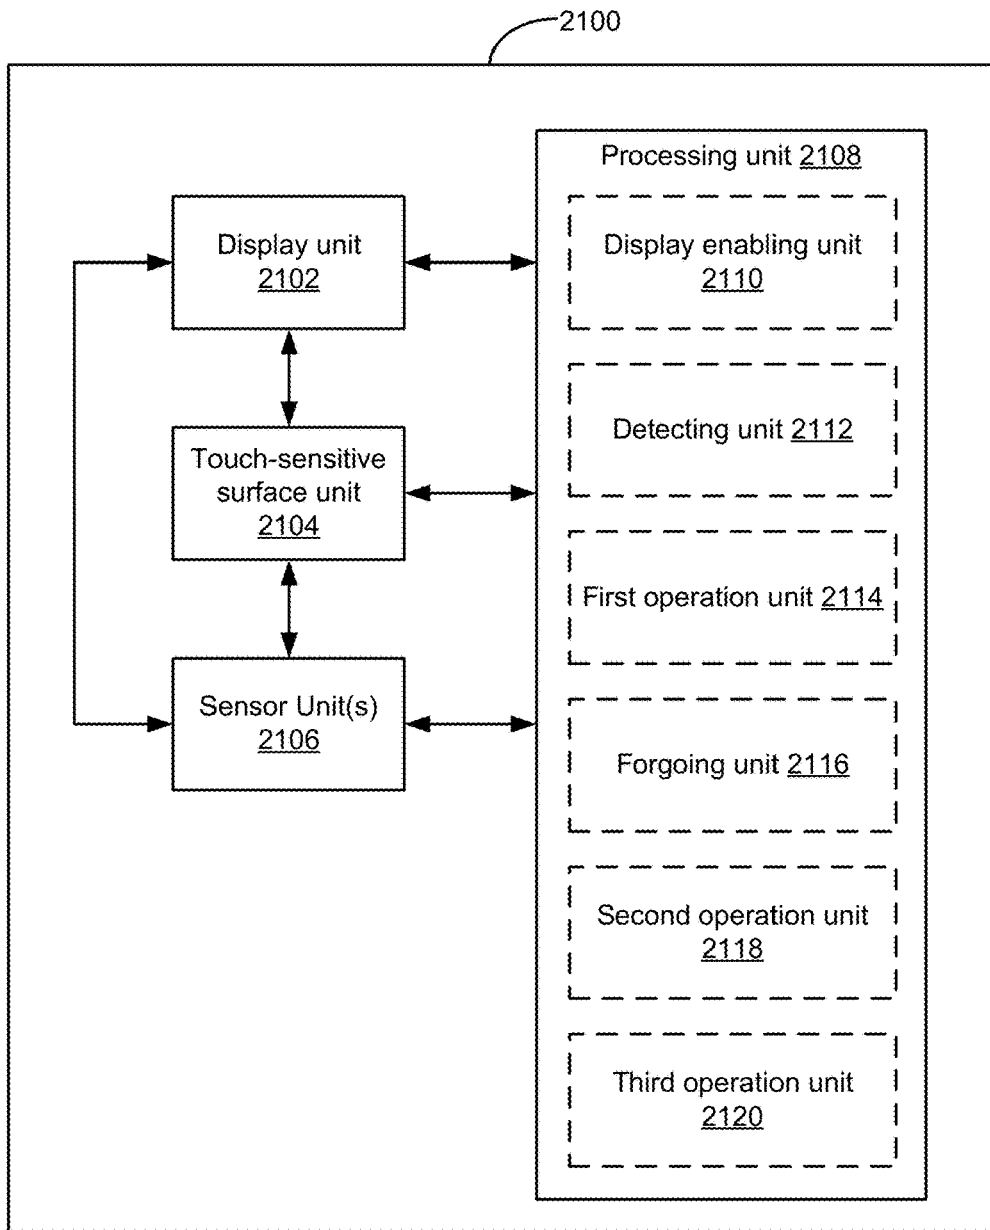 2100
Processing unit 2108
Display unit
2102
Display enabling unit
2110
Touch-sensitive
surface unit
2104
Detecting unit 2112
First operation unit 2114
Sensor Unit(s)
2106
Forgoing unit 2116
Second operation unit
2118
Third operation unit
2120